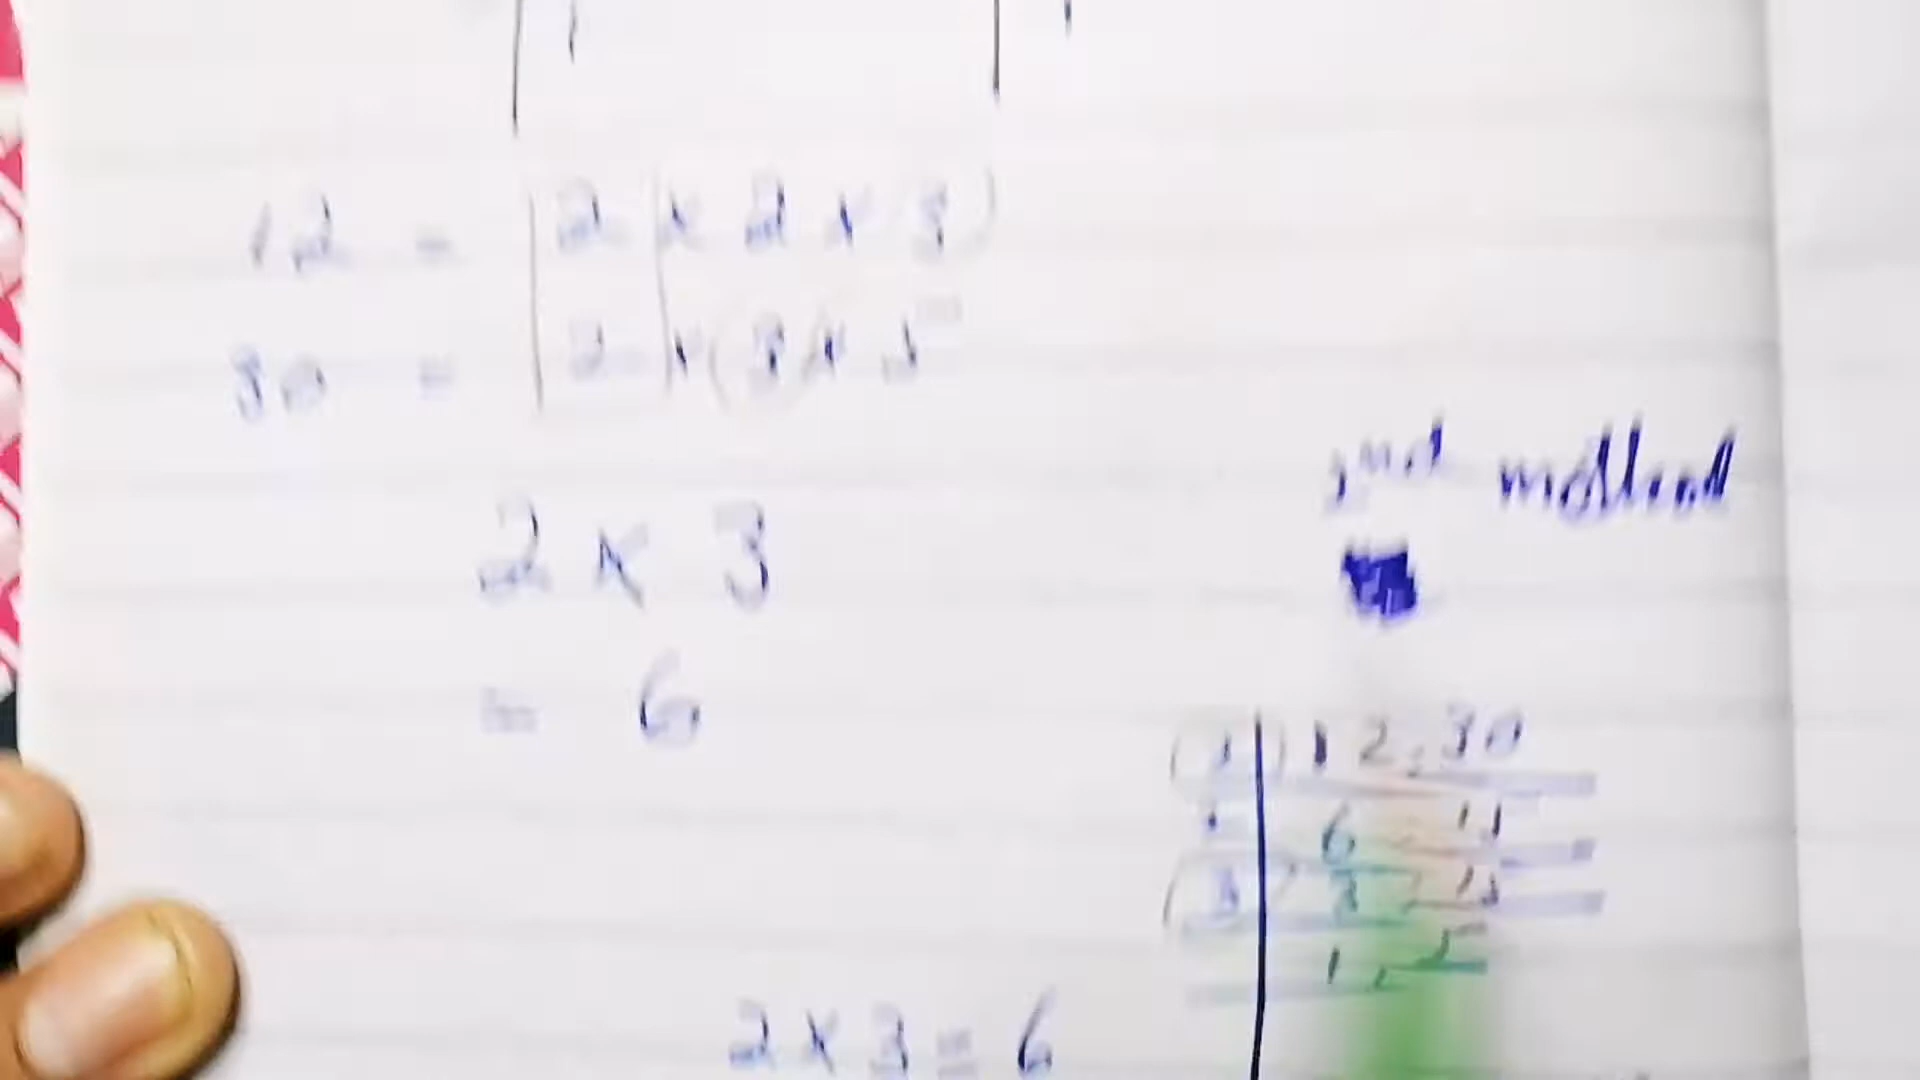 12 = 2 × 2 × 3
30 = 2 × 3 × 5
2 × 3
= 6
2nd method
2 12, 30
2 6, 15
3 3, 15
1, 5
2 × 3 = 6